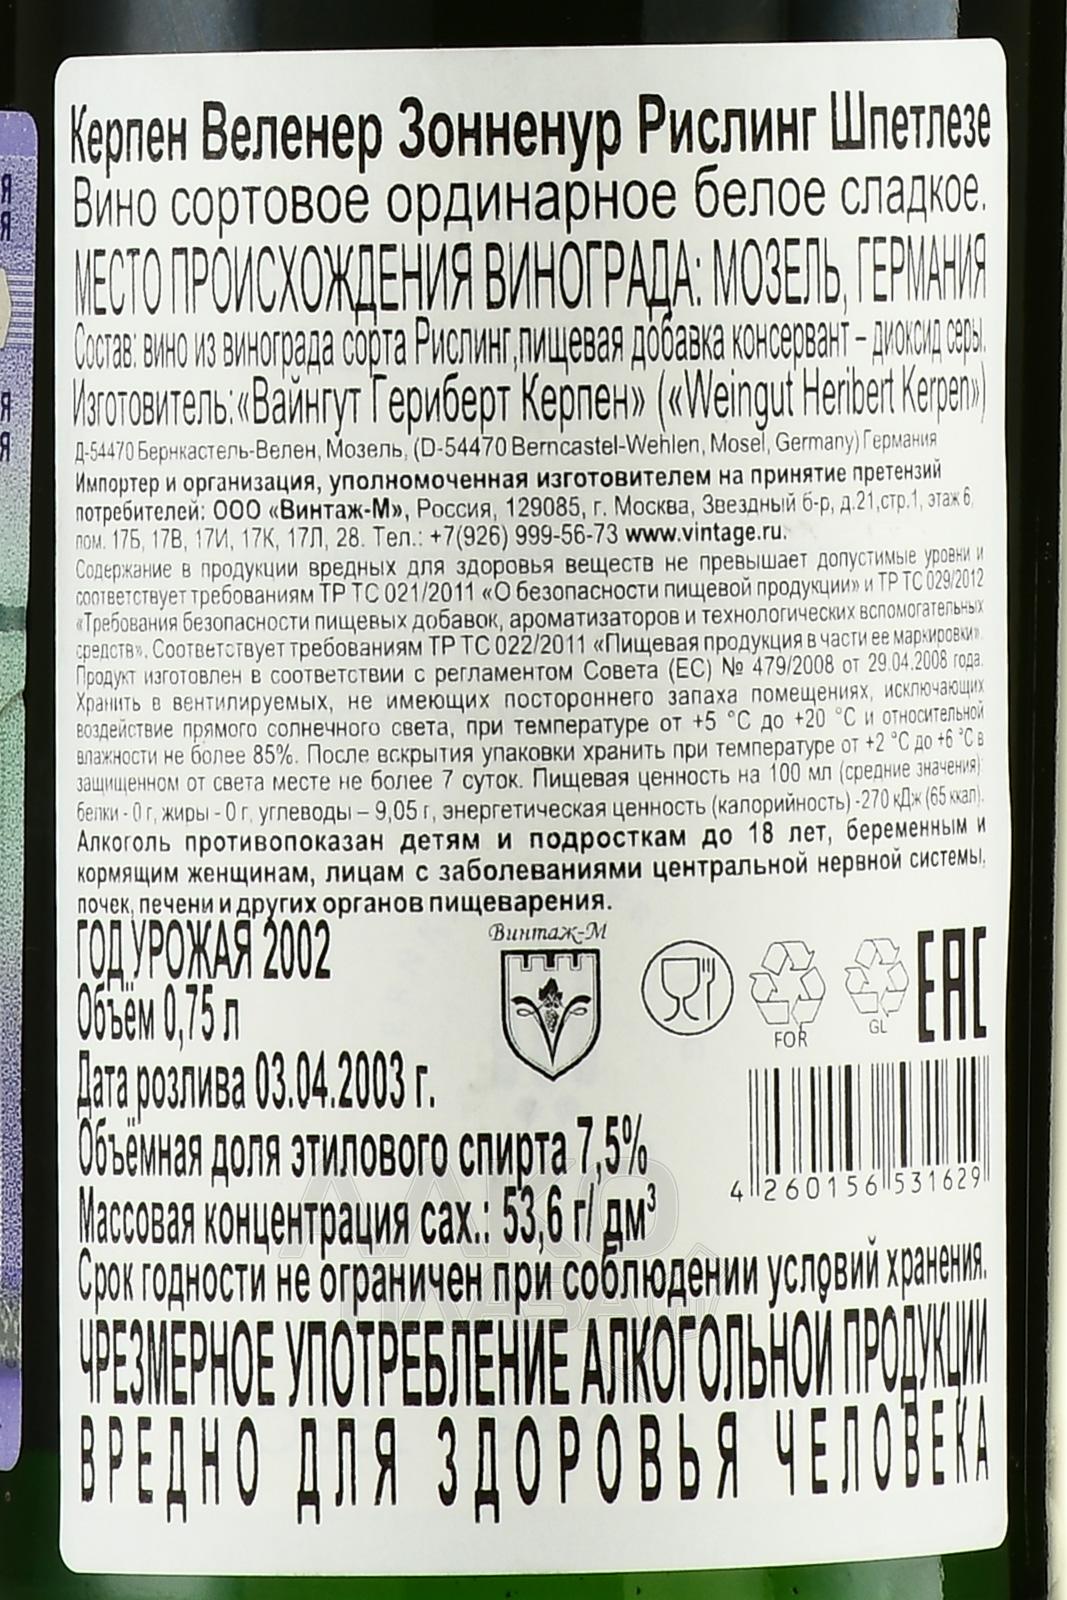 Керпен Веленер Зонненур Рислинг Шпетлезе
Вино сортовое ординарное белое сладкое.
МЕСТО ПРОИСХОЖДЕНИЯ ВИНОГРАДА: МОЗЕЛЬ, ГЕРМАНИЯ
Состав: вино из винограда сорта Рислинг,пищевая добавка консервант – диоксид серы.
Изготовитель:«Вайнгут Гериберт Керпен» («Weingut Heribert Kerpen»)
Д-54470 Бернкастель-Велен, Мозель, (D-54470 Berncastel-Wehlen, Mosel, Germany) Германия
Импортер и организация, уполномоченная изготовителем на принятие претензий
потребителей: ООО «Винтаж-М», Россия, 129085, г. Москва, Звездный б-р, д.21,стр.1, этаж 6,
пом. 17Б, 17В, 17И, 17К, 17Л, 28. Тел.: +7(926) 999-56-73 www.vintage.ru.
Содержание в продукции вредных для здоровья веществ не превышает допустимые уровни и
соответствует требованиям ТР ТС 021/2011 «О безопасности пищевой продукции» и ТР ТС 029/2012
«Требования безопасности пищевых добавок, ароматизаторов и технологических вспомогательных
средств». Соответствует требованиям ТР ТС 022/2011 «Пищевая продукция в части ее маркировки».
Продукт изготовлен в соответствии с регламентом Совета (ЕС) № 479/2008 от 29.04.2008 года.
Хранить в вентилируемых, не имеющих постороннего запаха помещениях, исключающих
воздействие прямого солнечного света, при температуре от +5 °C до +20 °C и относительной
влажности не более 85%. После вскрытия упаковки хранить при температуре от +2 °C до +6 °C в
защищенном от света месте не более 7 суток. Пищевая ценность на 100 мл (средние значения):
белки - 0 г, жиры - 0 г, углеводы – 9,05 г, энергетическая ценность (калорийность) -270 кДж (65 ккал).
Алкоголь противопоказан детям и подросткам до 18 лет, беременным и
кормящим женщинам, лицам с заболеваниями центральной нервной системы,
почек, печени и других органов пищеварения.
ГОД УРОЖАЯ 2002
Винтаж-М
EAC
FOR
GL
Объём 0,75 л
Дата розлива 03.04.2003 г.
Объёмная доля этилового спирта 7,5%
4 260156 531629
Массовая концентрация сах.: 53,6 г/ дм³
Срок годности не ограничен при соблюдении условий хранения.
ЧРЕЗМЕРНОЕ УПОТРЕБЛЕНИЕ АЛКОГОЛЬНОЙ ПРОДУКЦИИ
ВРЕДНО ДЛЯ ЗДОРОВЬЯ ЧЕЛОВЕКА